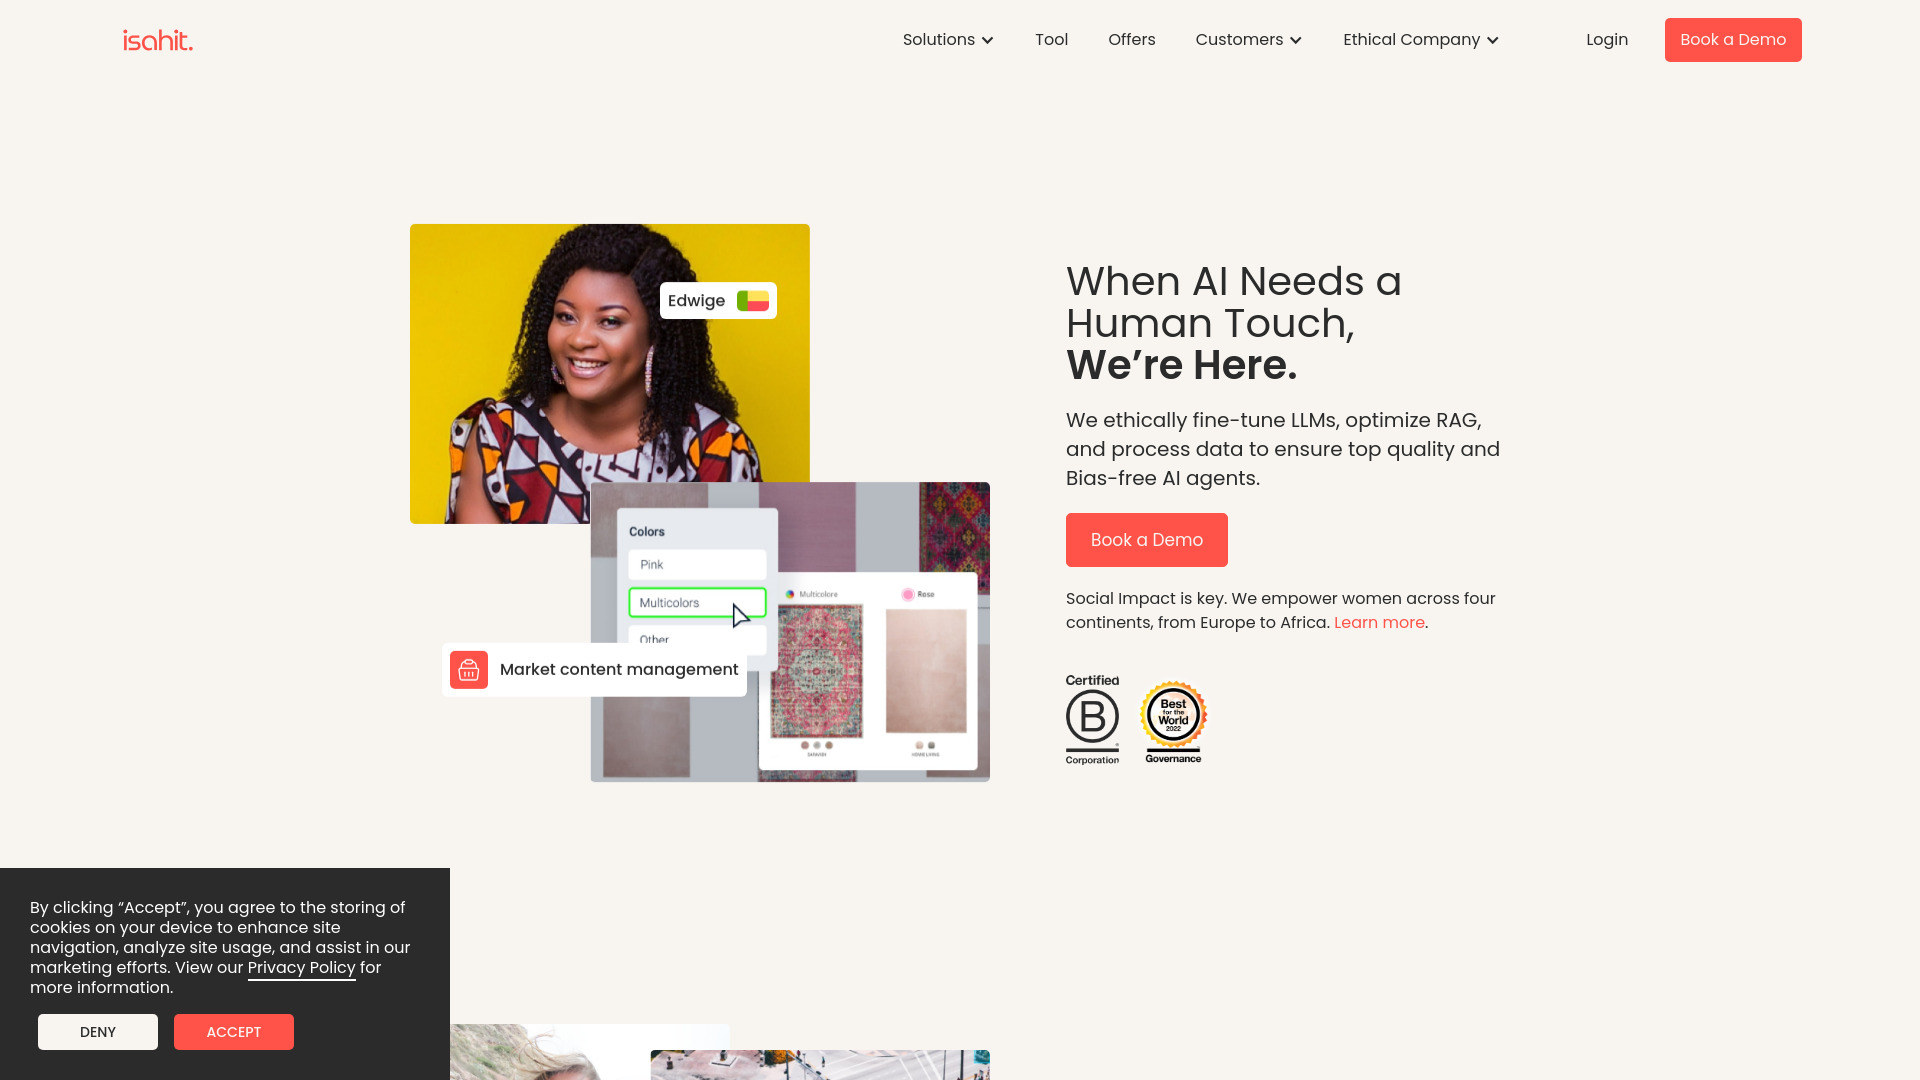 isahit.
Solutions
Tool
Offers
Customers
Ethical Company
Login
Book a Demo
Edwige
When AI Needs a
Human Touch,
We’re Here.
We ethically fine-tune LLMs, optimize RAG,
and process data to ensure top quality and
Bias-free AI agents.
Book a Demo
Social Impact is key. We empower women across four
continents, from Europe to Africa. Learn more.
Colors
Pink
Multicolors
Other
Multicolore
Rose
Market content management
HOME LIVING
Certified
B
Corporation
Best
for the
World
2022
Governance
By clicking “Accept”, you agree to the storing of
cookies on your device to enhance site
navigation, analyze site usage, and assist in our
marketing efforts. View our Privacy Policy for
more information.
DENY
ACCEPT